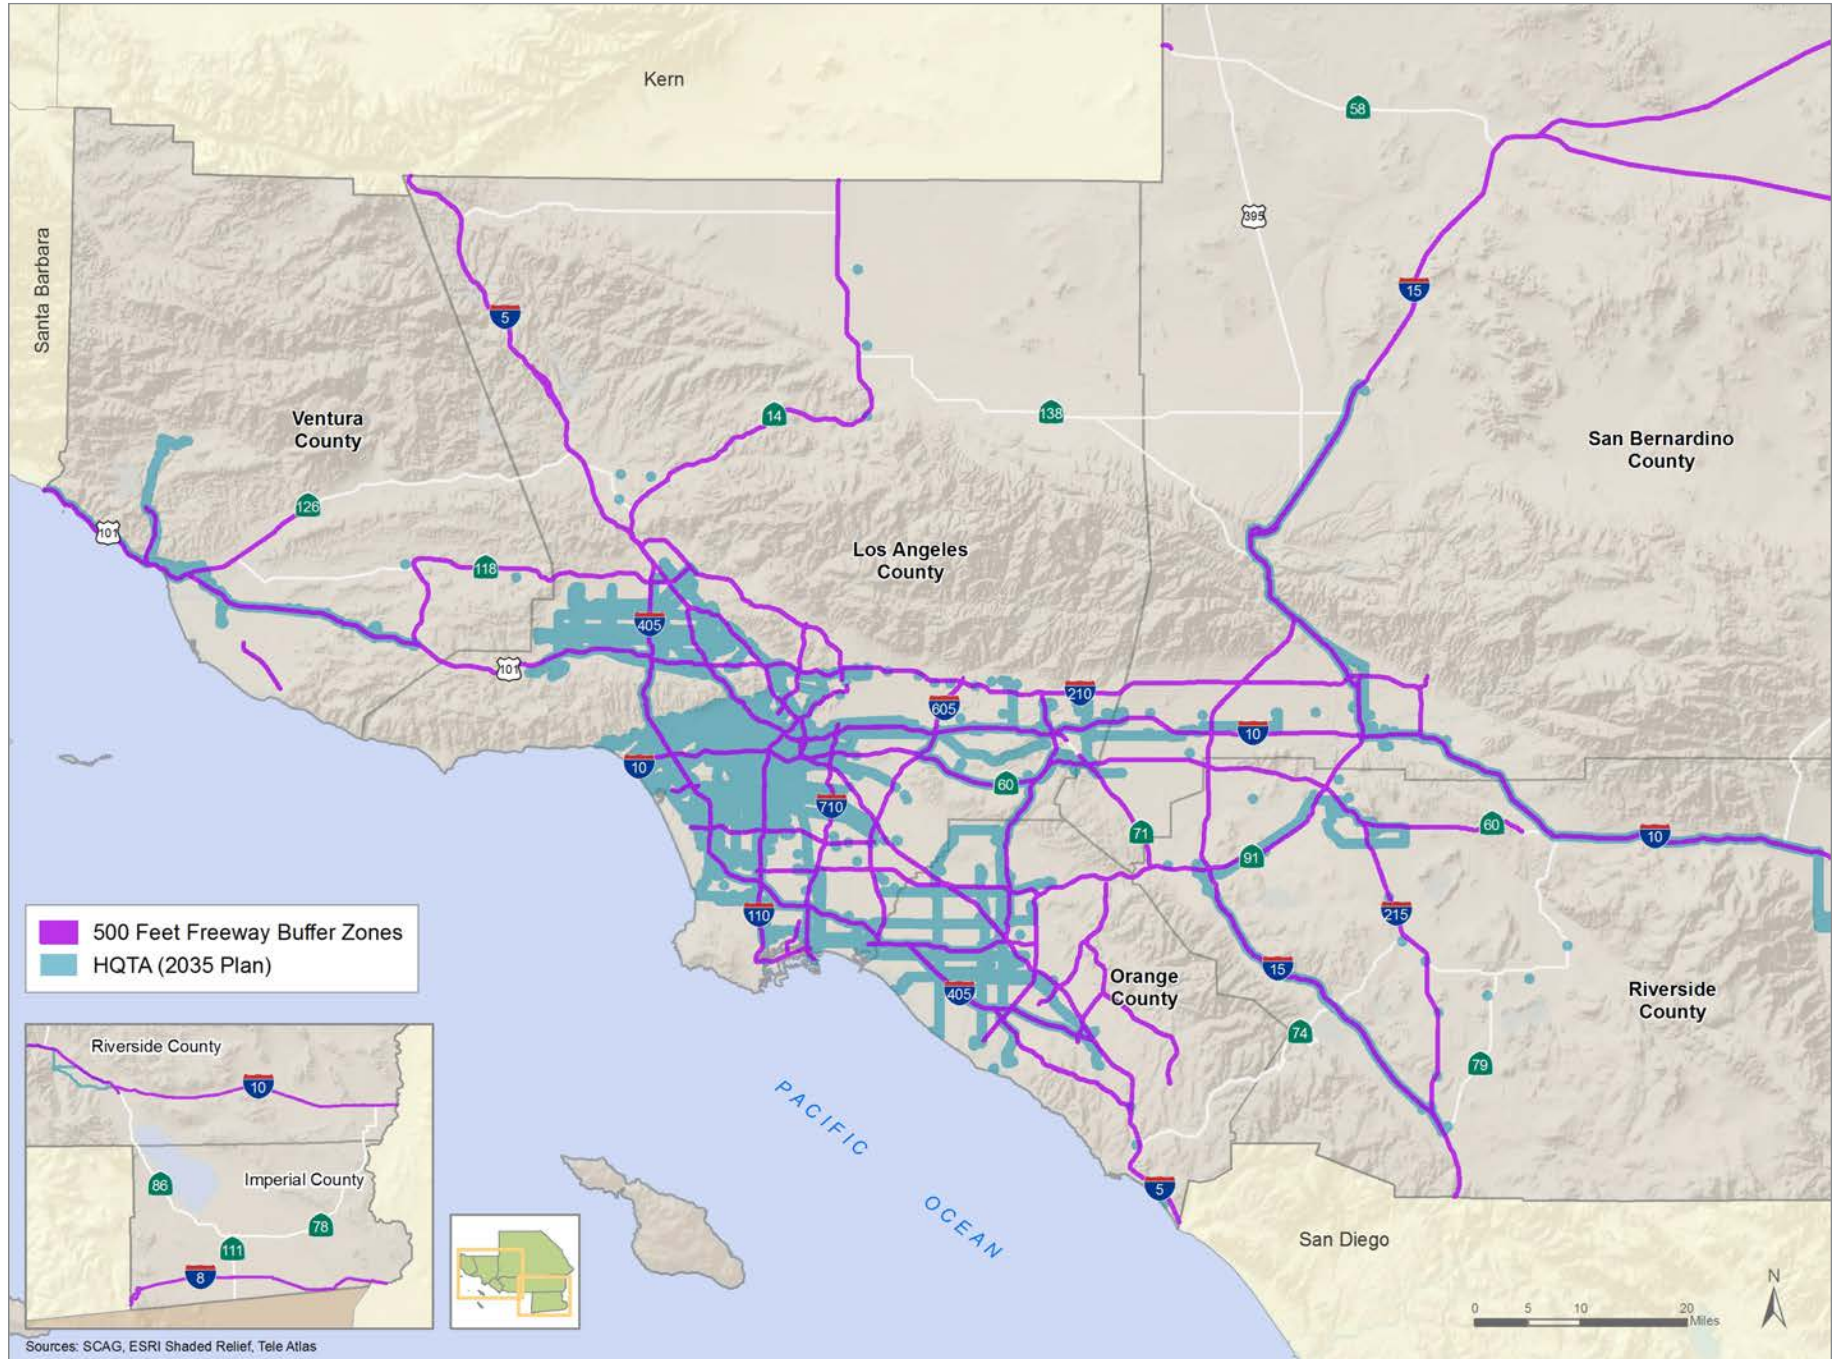 Kern
58
395
Santa Barbara
15
5
Ventura
County
14
138
San Bernardino
County
126
101
Los Angeles
County
118
405
101
210
605
10
10
60
710
71
91
60
10
110
215
500 Feet Freeway Buffer Zones
HQTA (2035 Plan)
405
Orange
County
15
Riverside
County
74
79
Riverside County
10
86
Imperial County
78
111
8
PACIFIC
OCEAN
5
San Diego
N
0 5 10 20
Miles
Sources: SCAG, ESRI Shaded Relief, Tele Atlas